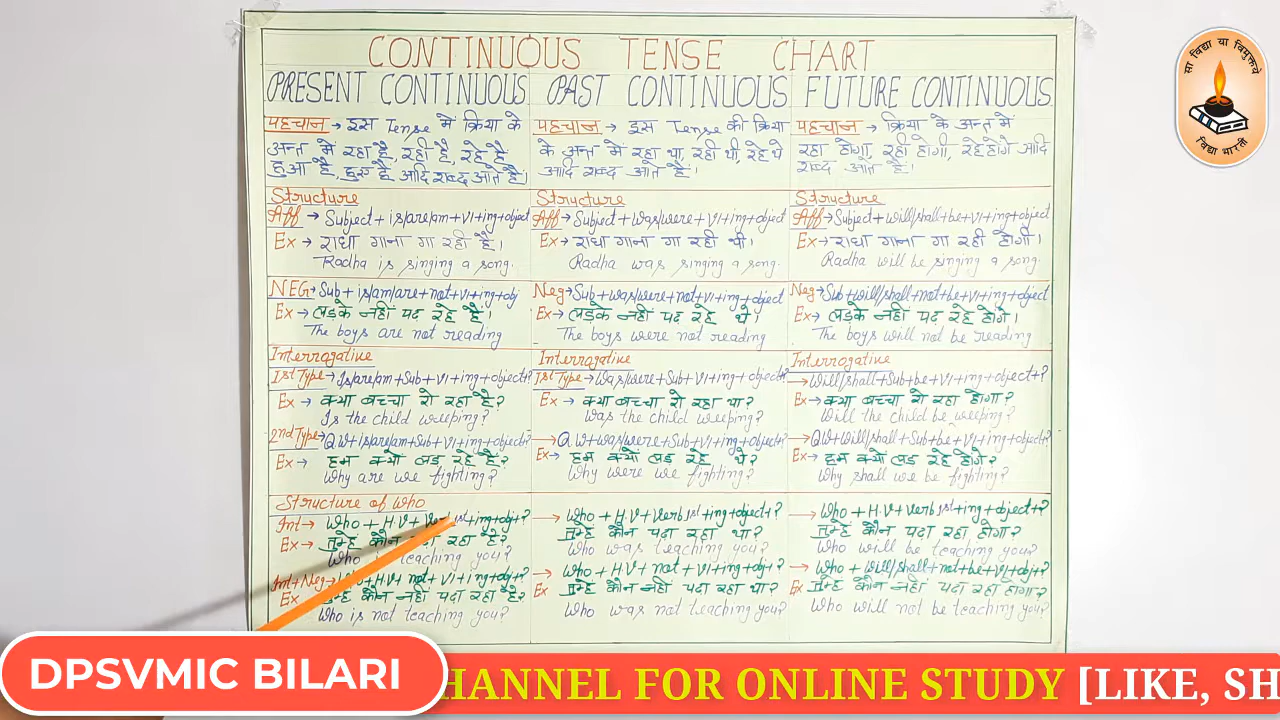 CONTINUOUS TENSE CHART
PRESENT CONTINUOUS
पहचान → इस Tense में क्रिया के
अन्त में रहा है, रही है, रहे है,
हुआ है, हुए है आदि शब्द आते है।
Structure
Aff → Subject + is/are/am + V1 + ing + object
Ex → राधा गाना गा रही है।
Radha is singing a song.
NEG → Sub + is/am/are + not + V1 + ing + obj
Ex → लड़के नहीं पढ़ रहे है।
The boys are not reading
Interrogative
1st Type → Is/are/am + Sub + V1 + ing + object + ?
Ex → क्या बच्चा रो रहा है?
Is the child weeping?
2nd Type → Q W + is/are/am + Sub + V1 + ing + object + ?
Ex → हम क्यों लड़ रहे है?
Why are we fighting?
Structure of Who
Int → Who + H.V + 1st + ing + obj + ?
Ex → तुम्हे कौन रहा है?
Who is teaching you?
Int + Neg → Who + H.V + not + V1 + ing + obj + ?
Ex तुम्हे कौन नहीं पढ़ा रहा है?
Who is not teaching you?
PAST CONTINUOUS
पहचान → इस Tense की क्रिया
के अन्त में रहा था, रही थी, रहे थे
आदि शब्द आते है।
Structure
Aff → Subject + was/were + V1 + ing + object
Ex → राधा गाना गा रही थी।
Radha was singing a song.
Neg → Sub + was/were + not + V1 + ing + object
Ex → लड़के नहीं पढ़ रहे थे।
The boys were not reading
Interrogative
1st Type → Was/were + Sub + V1 + ing + object + ?
Ex → क्या बच्चा रो रहा था?
Was the child weeping?
→ Q W + was/were + Sub + V1 + ing + object + ?
Ex → हम क्यों लड़ रहे थे?
Why were we fighting?
→ Who + H.V + Verb 1st + ing + object + ?
तुम्हे कौन पढ़ा रहा था?
Who was teaching you?
→ Who + H.V + not + V1 + ing + obj + ?
Ex तुम्हे कौन नहीं पढ़ा रहा था?
Who was not teaching you?
FUTURE CONTINUOUS
पहचान → क्रिया के अन्त में
रहा होगा, रही होगी, रहे होगे आदि
शब्द आते है।
Structure
Aff → Subject + will/shall + be + V1 + ing + object
Ex → राधा गाना गा रही होगी।
Radha will be singing a song.
Neg → Sub + will/shall + not + be + V1 + ing + object
Ex → लड़के नहीं पढ़ रहे होगे।
The boys will not be reading
Interrogative
→ Will/shall + Sub + be + V1 + ing + object + ?
Ex → क्या बच्चा रो रहा होगा?
Will the child be weeping?
→ Q W + will/shall + Sub + be + V1 + ing + object + ?
Ex → हम क्यों लड़ रहे होगे?
Why shall we be fighting?
→ Who + H.V + Verb 1st + ing + object + ?
तुम्हे कौन पढ़ा रहा होगा?
Who will be teaching you?
→ Who + will/shall + not + be + V1 + obj + ?
Ex तुम्हे कौन नहीं पढ़ा रहा होगा?
Who will not be teaching you?
सा विद्या या विमुक्तये
विद्या भारती
DPSVMIC BILARI
HANNEL FOR ONLINE STUDY [LIKE, SH